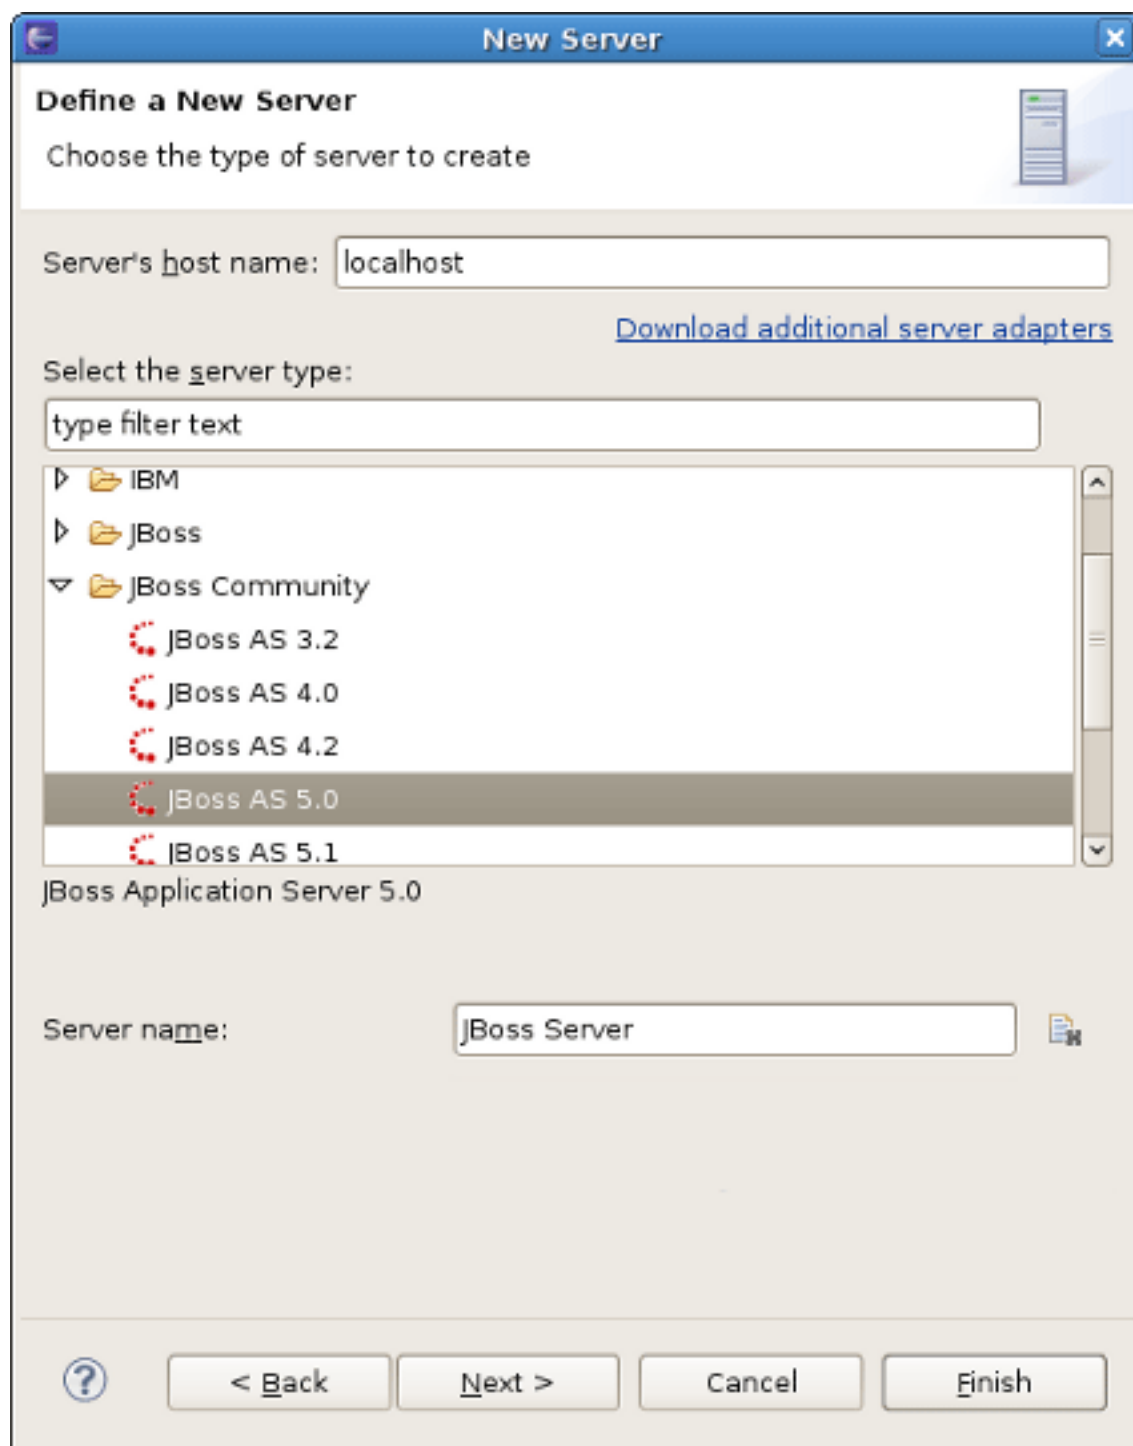 New Server
Define a New Server
Choose the type of server to create
Server's host name: localhost
Download additional server adapters
Select the server type:
type filter text
IBM
JBoss
JBoss Community
JBoss AS 3.2
JBoss AS 4.0
JBoss AS 4.2
JBoss AS 5.0
JBoss AS 5.1
JBoss Application Server 5.0
Server name: JBoss Server
? < Back Next > Cancel Finish